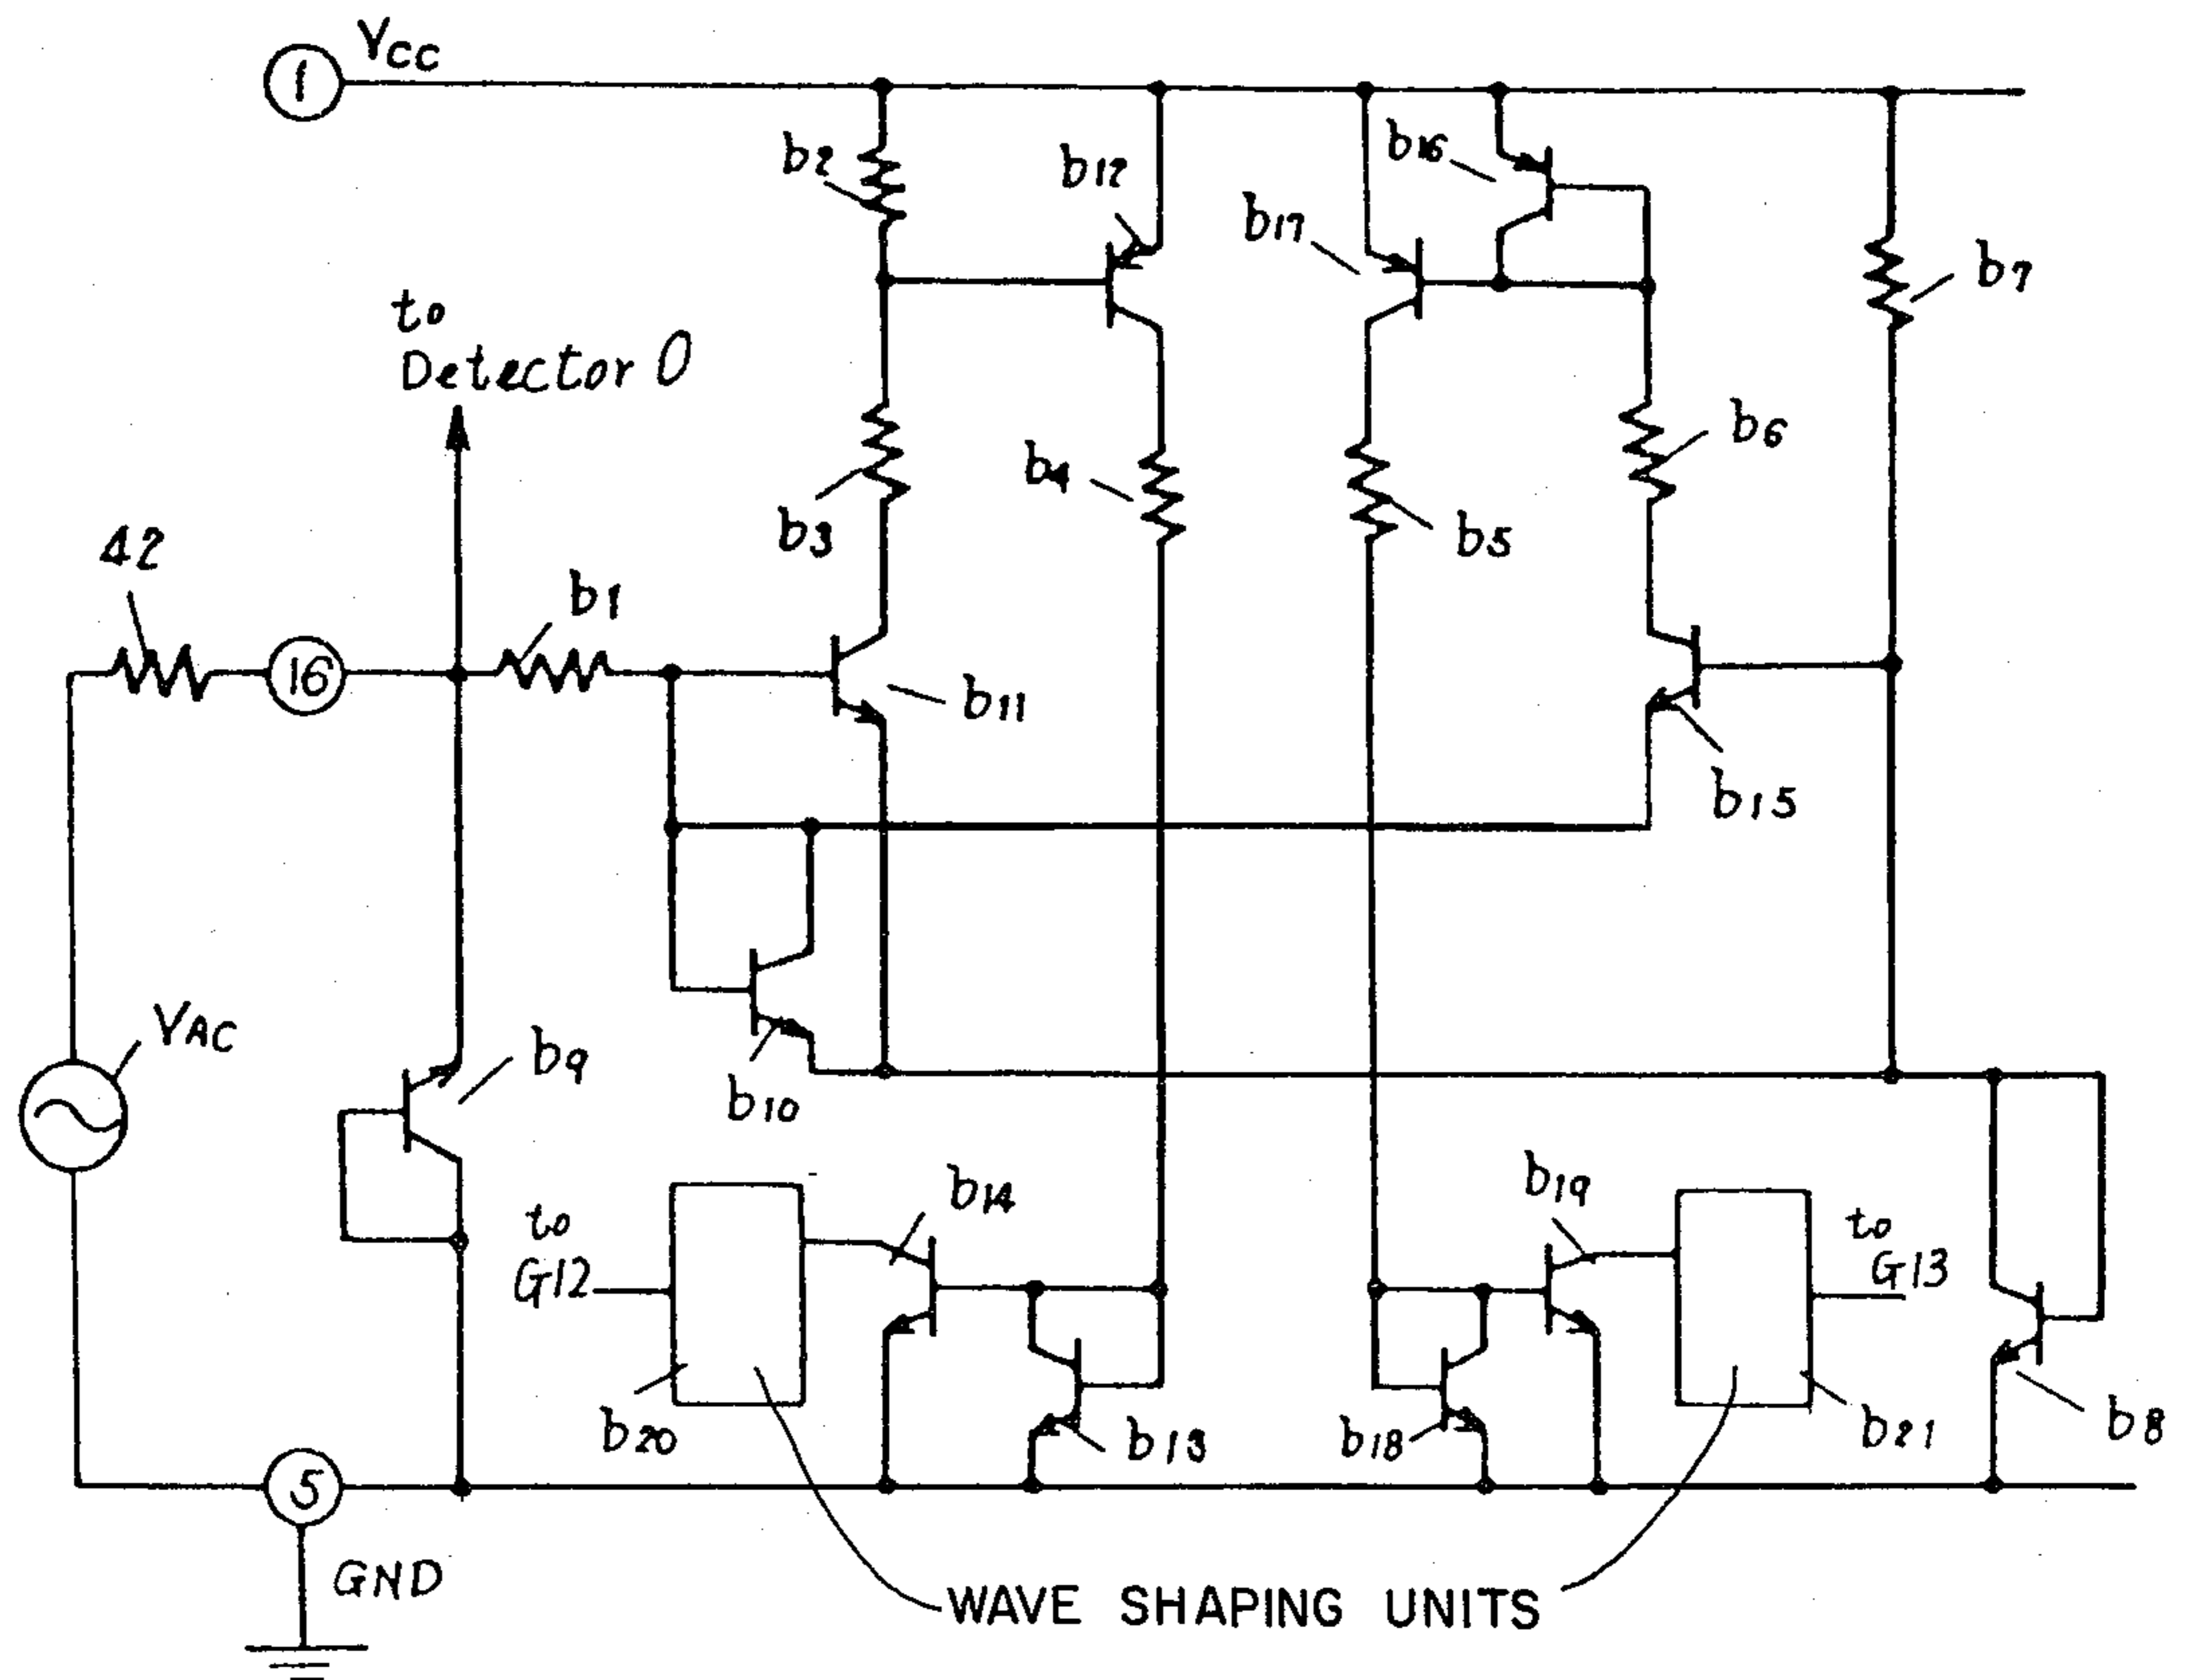 1
VCC
b2
b12
b16
b17
b7
to
Detector 0
b6
b4
b3
b5
42
b1
16
b11
b15
VAC
b9
b10
b14
b19
to
G12
to
G13
b20
b13
b18
b21
b8
5
GND
WAVE SHAPING UNITS